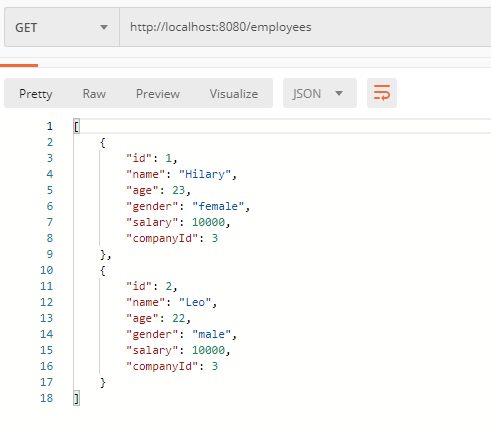 GET http://localhost:8080/employees
Pretty Raw Preview Visualize JSON
1 [
2     {
3         "id": 1,
4         "name": "Hilary",
5         "age": 23,
6         "gender": "female",
7         "salary": 10000,
8         "companyId": 3
9     },
10     {
11         "id": 2,
12         "name": "Leo",
13         "age": 22,
14         "gender": "male",
15         "salary": 10000,
16         "companyId": 3
17     }
18 ]